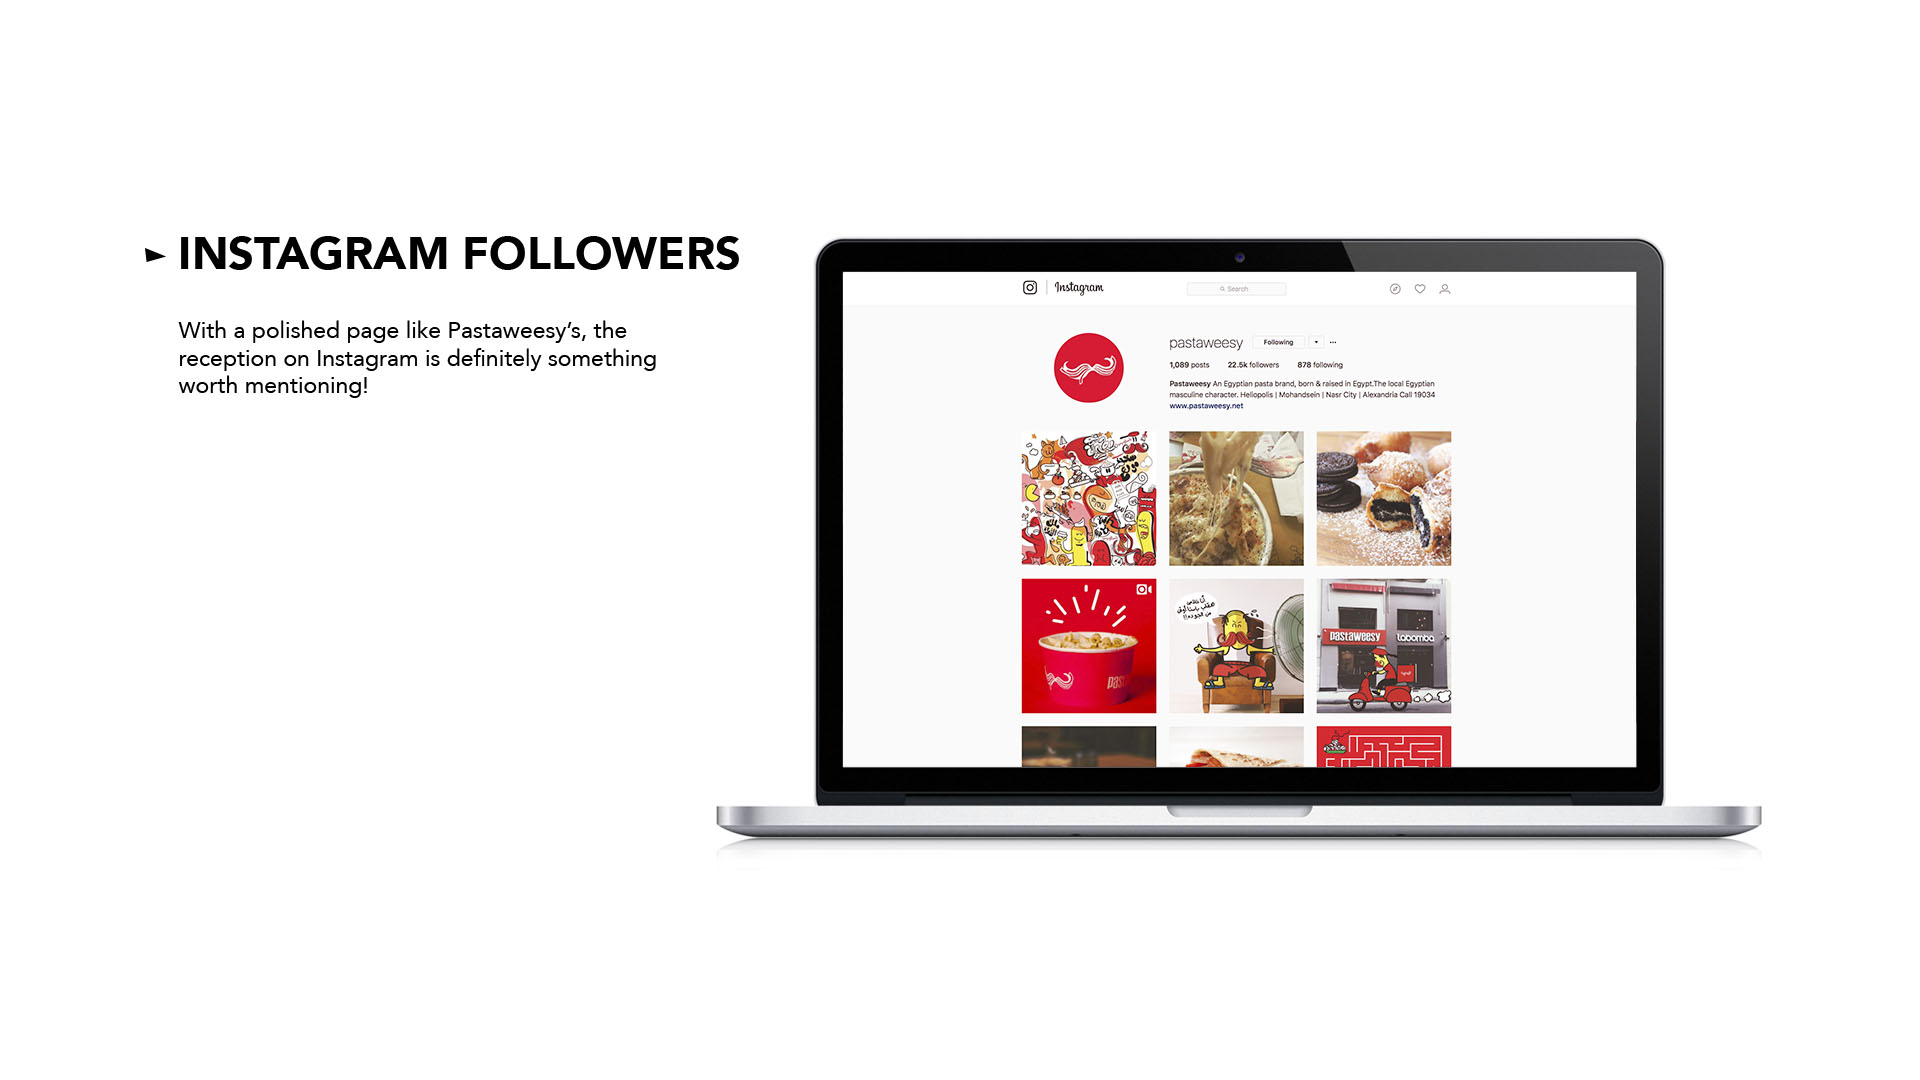 INSTAGRAM FOLLOWERS
With a polished page like Pastaweesy’s, the
reception on Instagram is definitely something
worth mentioning!
Instagram
Search
pastaweesy Following
1,089 posts 22.5k followers 878 following
Pastaweesy An Egyptian pasta brand, born & raised in Egypt.The local Egyptian
masculine character. Heliopolis | Mohandsein | Nasr City | Alexandria Call 19034
www.pastaweesy.net
pastaweesy
Labomba